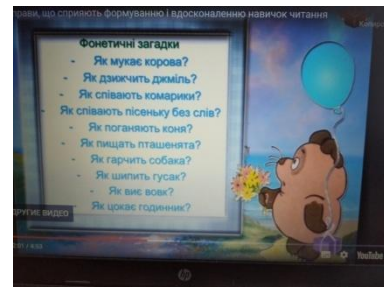 прави, що сприяють формуванню і вдосконаленню навичок читання
Фонетичні загадки
- Як мукає корова?
- Як дзижчить джміль?
- Як співають комарики?
- Як співають пісеньку без слів?
- Як поганяють коня?
- Як пищать пташенята?
- Як гарчить собака?
- Як шипить гусак?
- Як виє вовк?
- Як цокає годинник?
ДРУГИЕ ВИДЕО
YouTube
hp